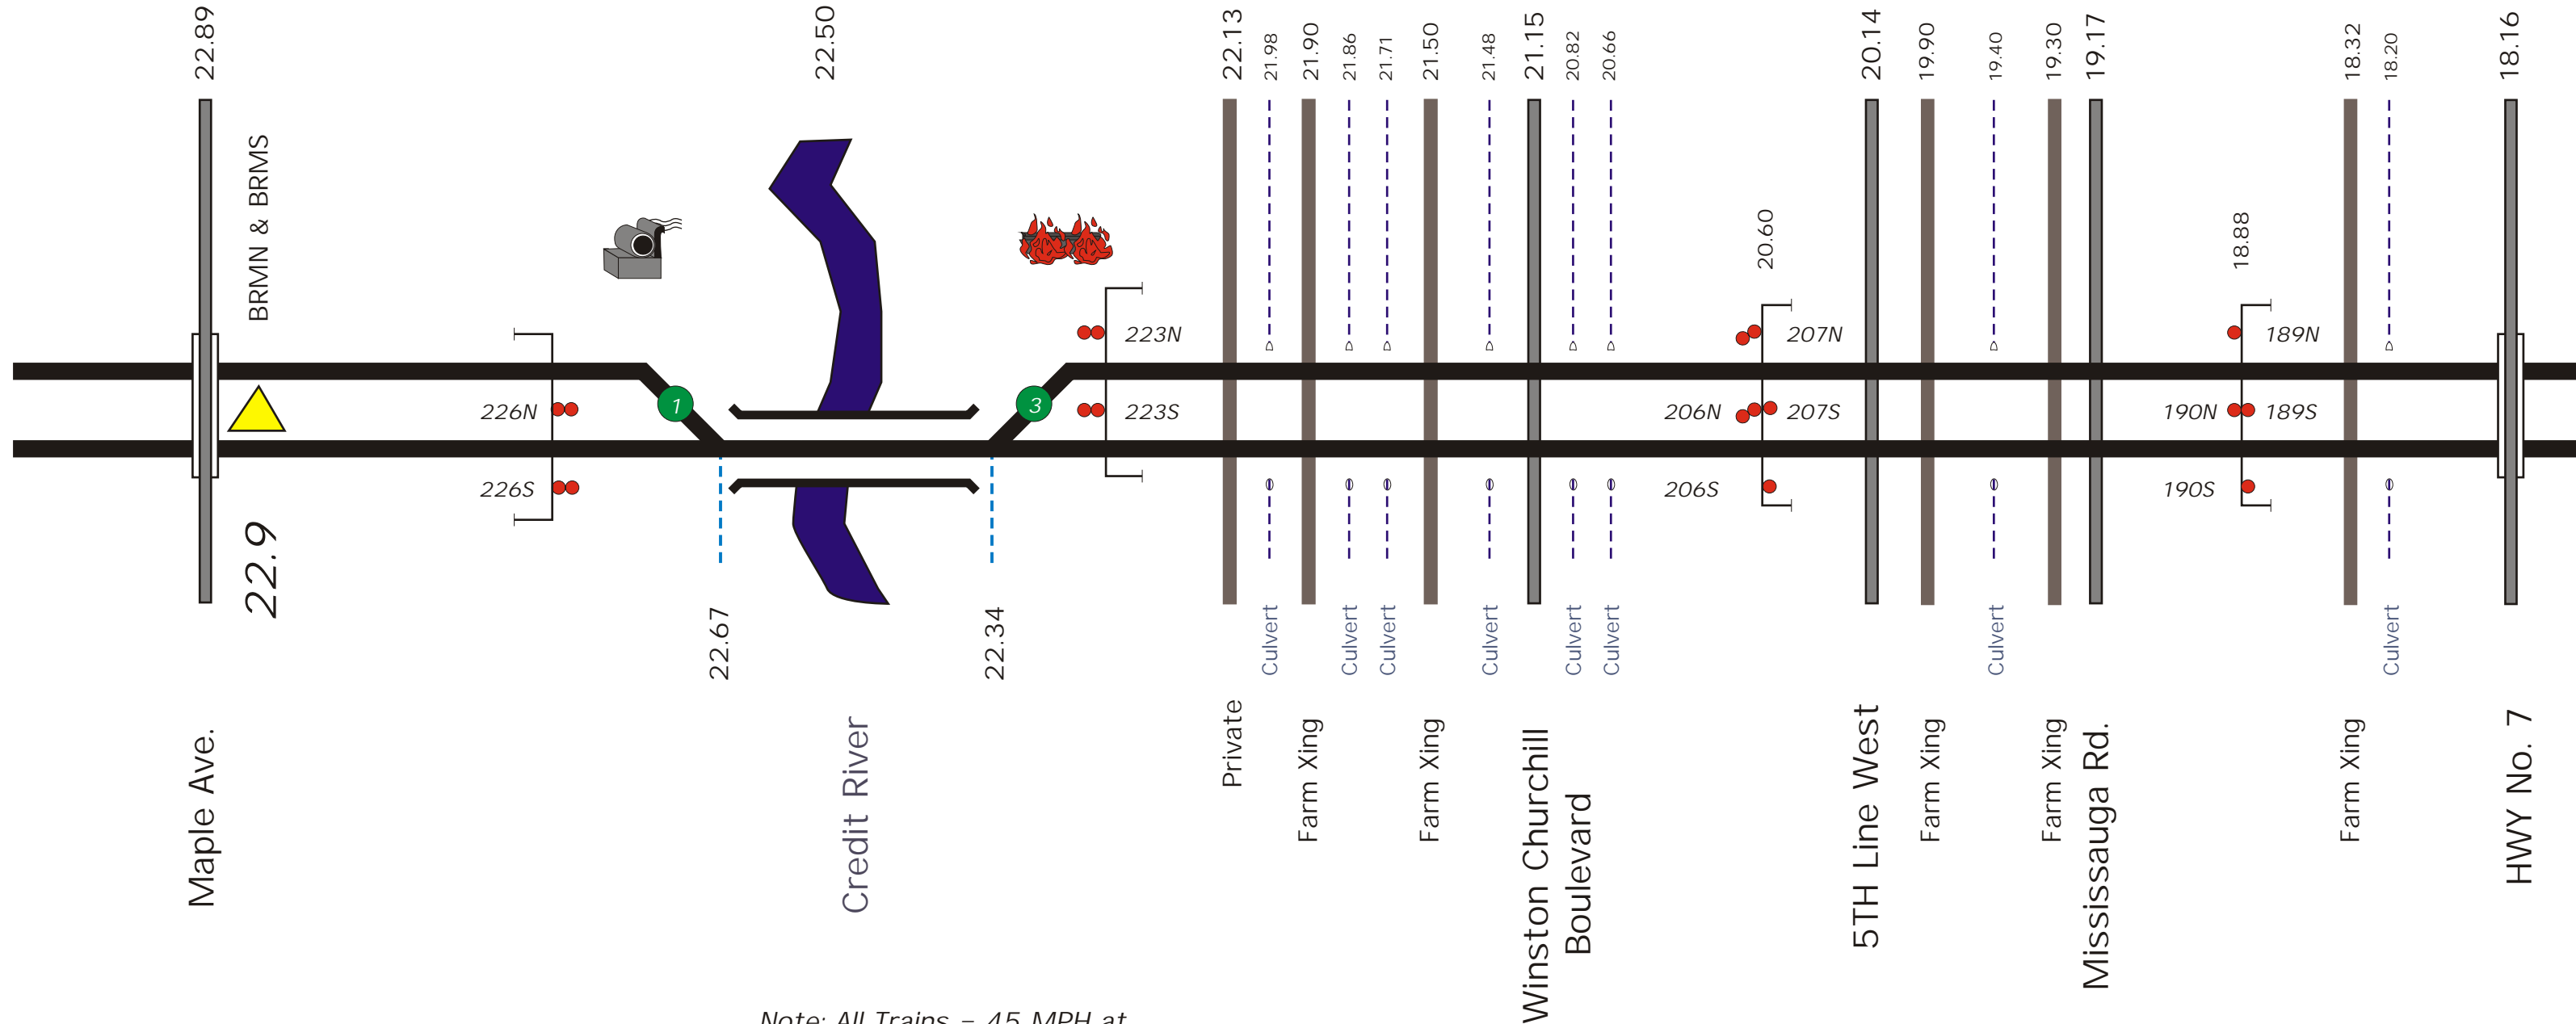 22.89
22.50
22.13
21.98
21.90
21.86
21.71
21.50
21.48
21.15
20.82
20.66
20.14
19.90
19.40
19.30
19.17
18.32
18.20
18.16
BRMN & BRMS
20.60
18.88
223N
207N
189N
1
3
226N
223S
206N
207S
190N
189S
226S
206S
190S
22.9
22.67
22.34
Culvert
Culvert
Culvert
Culvert
Culvert
Culvert
Culvert
Culvert
Maple Ave.
Credit River
Private
Farm Xing
Farm Xing
Winston Churchill
Boulevard
5TH Line West
Farm Xing
Farm Xing
Mississauga Rd.
Farm Xing
HWY No. 7
Note: All Trains - 45 MPH at